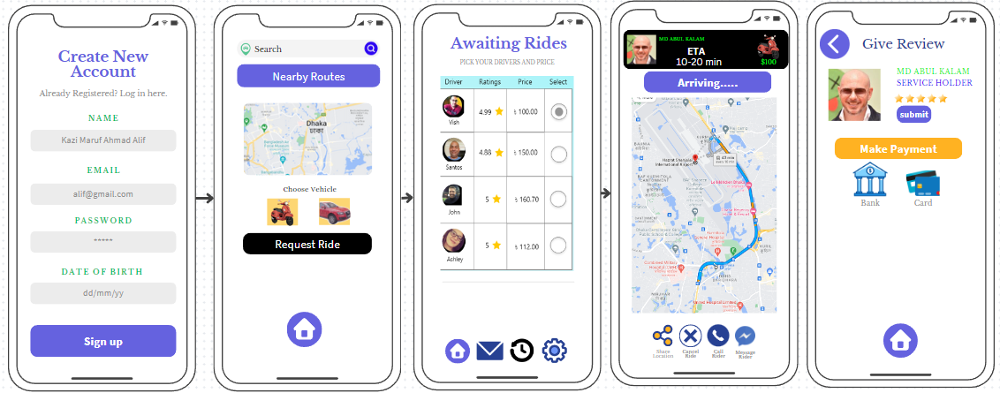 Create New
Account
Already Registered? Log in here.
NAME
Kazi Maruf Ahmad Alif
EMAIL
alif@gmail.com
PASSWORD
*****
DATE OF BIRTH
dd/mm/yy
Sign up
Search
Nearby Routes
Dhaka
ঢাকা
Choose Vehicle
Request Ride
Awaiting Rides
PICK YOUR DRIVERS AND PRICE
Driver Ratings Price Select
4.99 ৳ 100.00
Vish
4.88 ৳ 150.00
Santos
5 ৳ 160.70
John
5 ৳ 112.00
Ashley
MD ABUL KALAM
ETA
10-20 min
$100
Arriving.....
Hazrat Shahjalal
International Airport
Share
Location
Cancel
Ride
Call
Rider
Message
Rider
Give Review
MD ABUL KALAM
SERVICE HOLDER
submit
Make Payment
Bank
Card